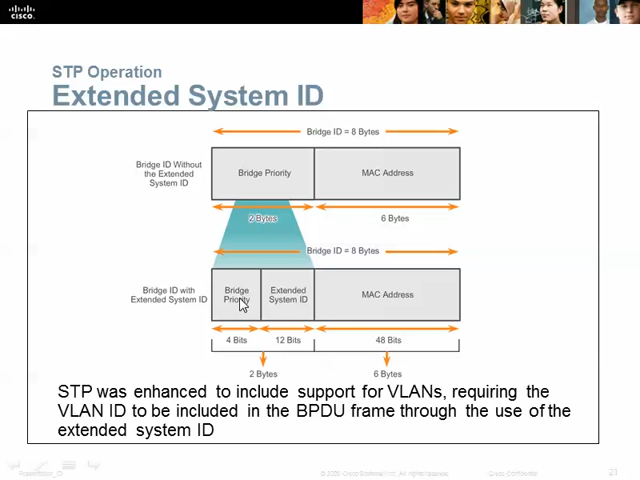 CISCO
STP Operation
Extended System ID
Bridge ID = 8 Bytes
Bridge ID Without
the Extended
System ID
Bridge Priority
MAC Address
2 Bytes
6 Bytes
Bridge ID = 8 Bytes
Bridge ID with
Extended System ID
Bridge
Priority
Extended
System ID
MAC Address
4 Bits
12 Bits
48 Bits
2 Bytes
6 Bytes
STP was enhanced to include support for VLANs, requiring the
VLAN ID to be included in the BPDU frame through the use of the
extended system ID
Presentation_ID
Cisco Confidential
21